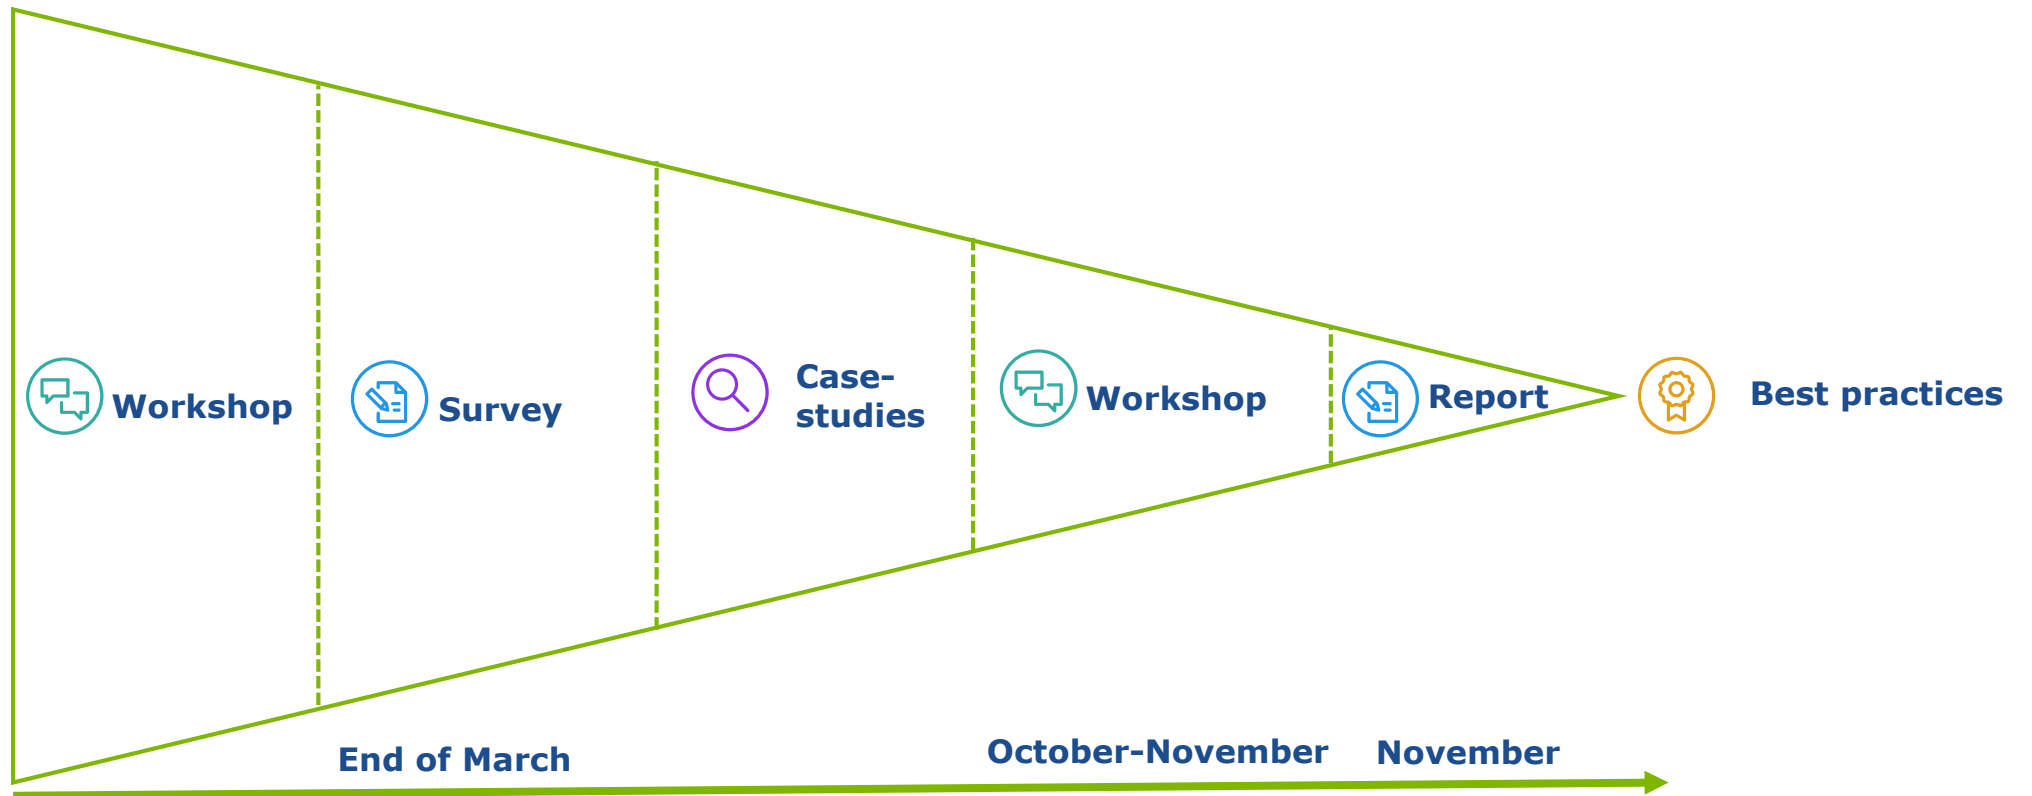 Workshop
Survey
Case-
studies
Workshop
Report
Best practices
End of March
October-November
November